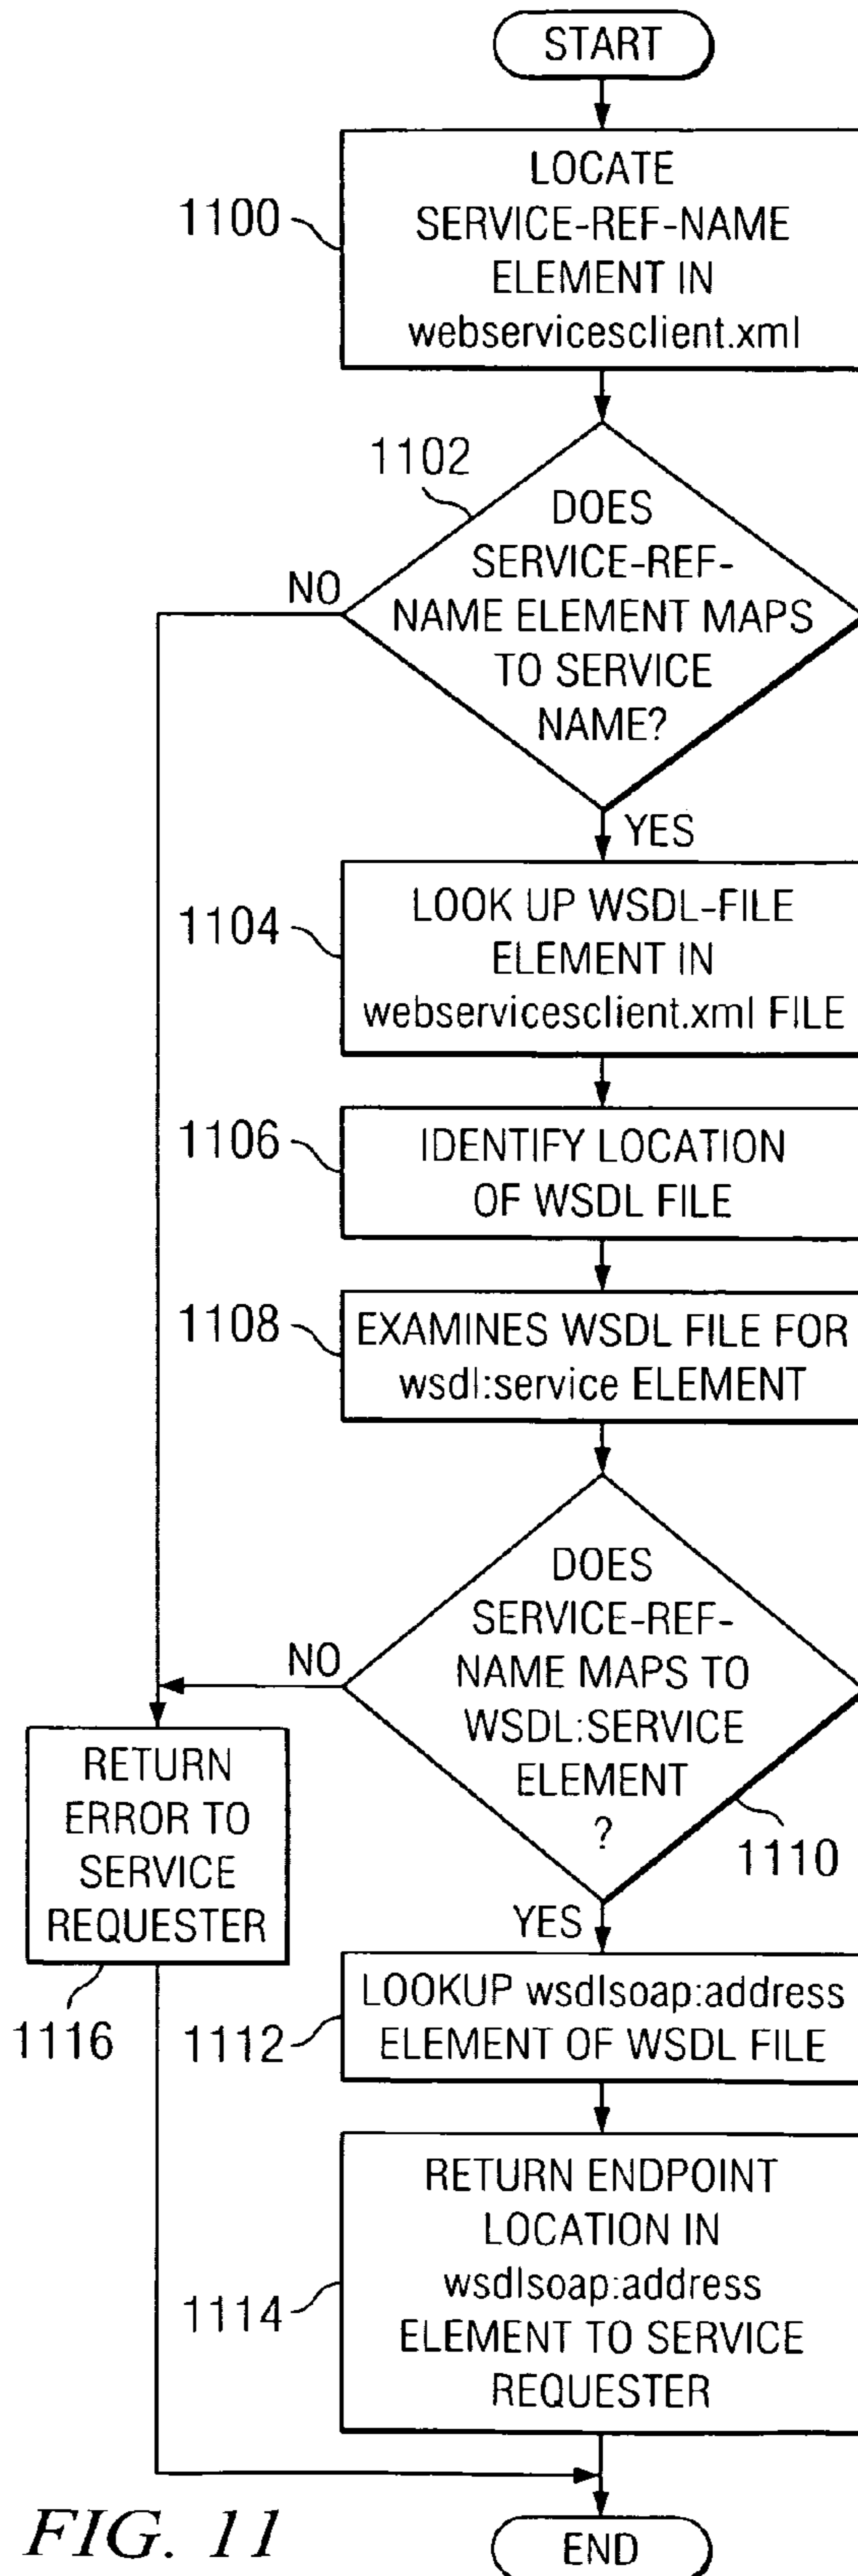 START
LOCATE
SERVICE-REF-NAME
ELEMENT IN
webservicesclient.xml
1100
1102
DOES
SERVICE-REF-
NAME ELEMENT MAPS
TO SERVICE
NAME?
NO
YES
1104
LOOK UP WSDL-FILE
ELEMENT IN
webservicesclient.xml FILE
1106
IDENTIFY LOCATION
OF WSDL FILE
1108
EXAMINES WSDL FILE FOR
wsdl:service ELEMENT
DOES
SERVICE-REF-
NAME MAPS TO
WSDL:SERVICE
ELEMENT
?
NO
1110
YES
RETURN
ERROR TO
SERVICE
REQUESTER
1116
1112
LOOKUP wsdlsoap:address
ELEMENT OF WSDL FILE
1114
RETURN ENDPOINT
LOCATION IN
wsdlsoap:address
ELEMENT TO SERVICE
REQUESTER
END
FIG. 11